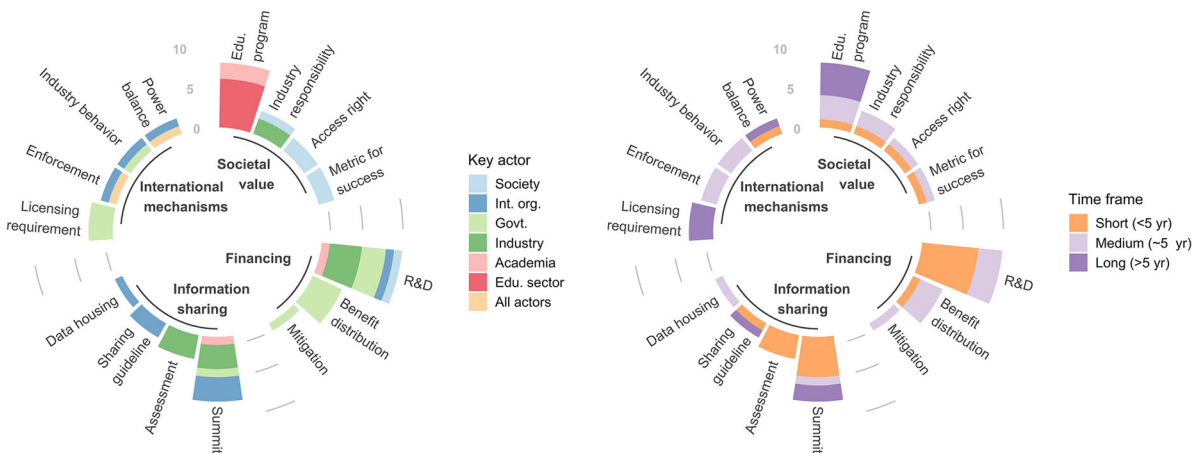 10
5
0
Edu.
program
Industry
responsibility
Access right
Metric for
success
Societal
value
Power
balance
Industry behavior
Enforcement
Licensing
requirement
International
mechanisms
Financing
R&D
Benefit
distribution
Mitigation
Information
sharing
Data housing
Sharing
guideline
Assessment
Summit
Key actor
Society
Int. org.
Govt.
Industry
Academia
Edu. sector
All actors
10
5
0
Edu.
program
Industry
responsibility
Access right
Metric for
success
Societal
value
Power
balance
Industry behavior
Enforcement
Licensing
requirement
International
mechanisms
Financing
R&D
Benefit
distribution
Mitigation
Information
sharing
Data housing
Sharing
guideline
Assessment
Summit
Time frame
Short (<5 yr)
Medium (~5 yr)
Long (>5 yr)